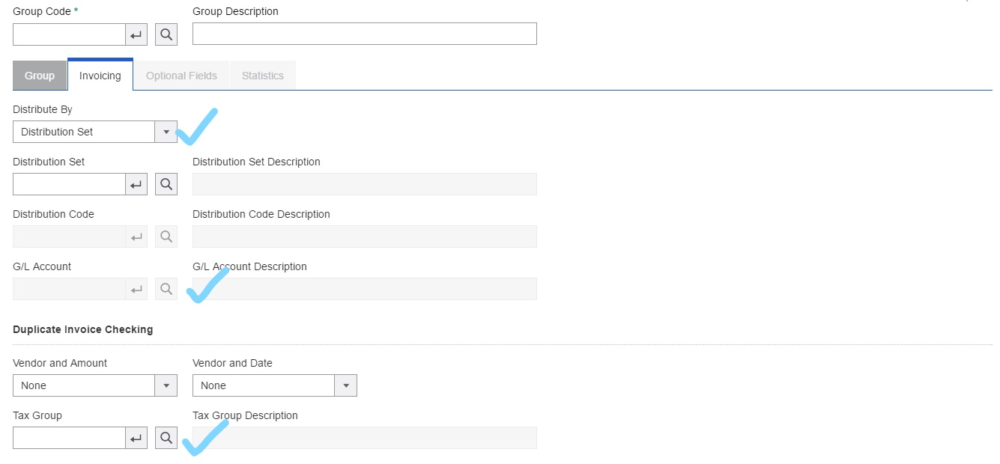 Group Code * Group Description
Group Invoicing Optional Fields Statistics
Distribute By
Distribution Set
Distribution Set Distribution Set Description
Distribution Code Distribution Code Description
G/L Account G/L Account Description
Duplicate Invoice Checking
Vendor and Amount Vendor and Date
None None
Tax Group Tax Group Description